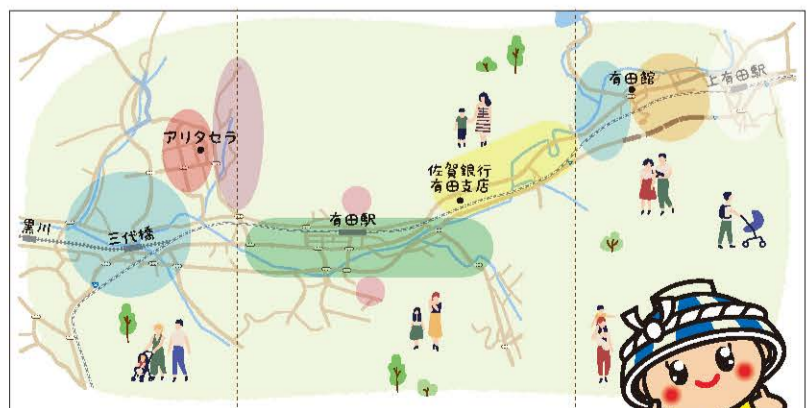 有田館
上有田駅
アリタセラ
佐賀銀行
有田支店
有田駅
黒川
三代橋